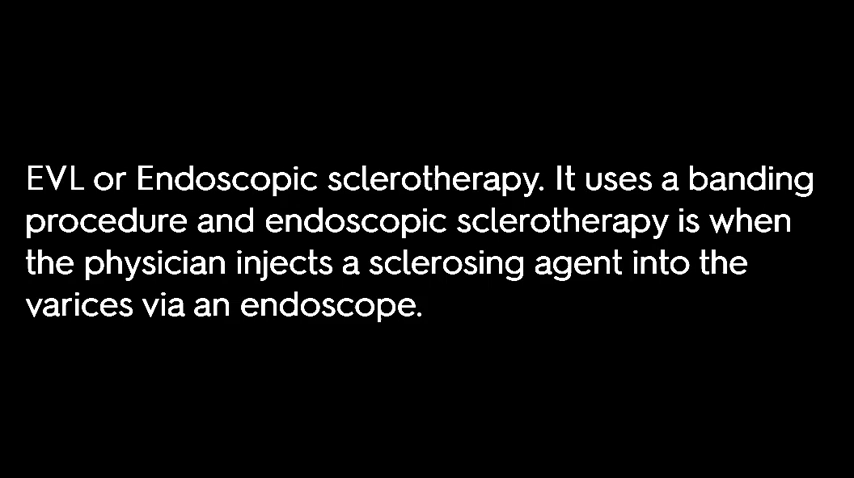 EVL or Endoscopic sclerotherapy. It uses a banding
procedure and endoscopic sclerotherapy is when
the physician injects a sclerosing agent into the
varices via an endoscope.